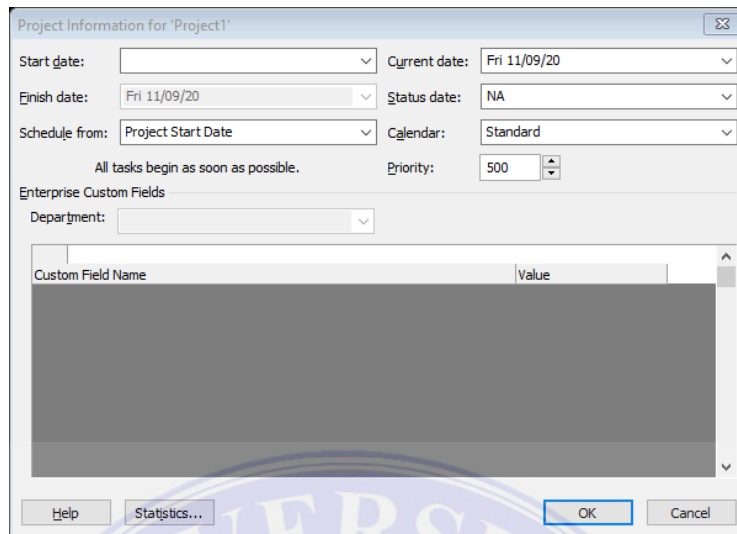 Project Information for 'Project1'
Start date: Current date: Fri 11/09/20
Finish date: Fri 11/09/20 Status date: NA
Schedule from: Project Start Date Calendar: Standard
All tasks begin as soon as possible. Priority: 500
Enterprise Custom Fields
Department:
Custom Field Name Value
Help Statistics... OK Cancel
VERS